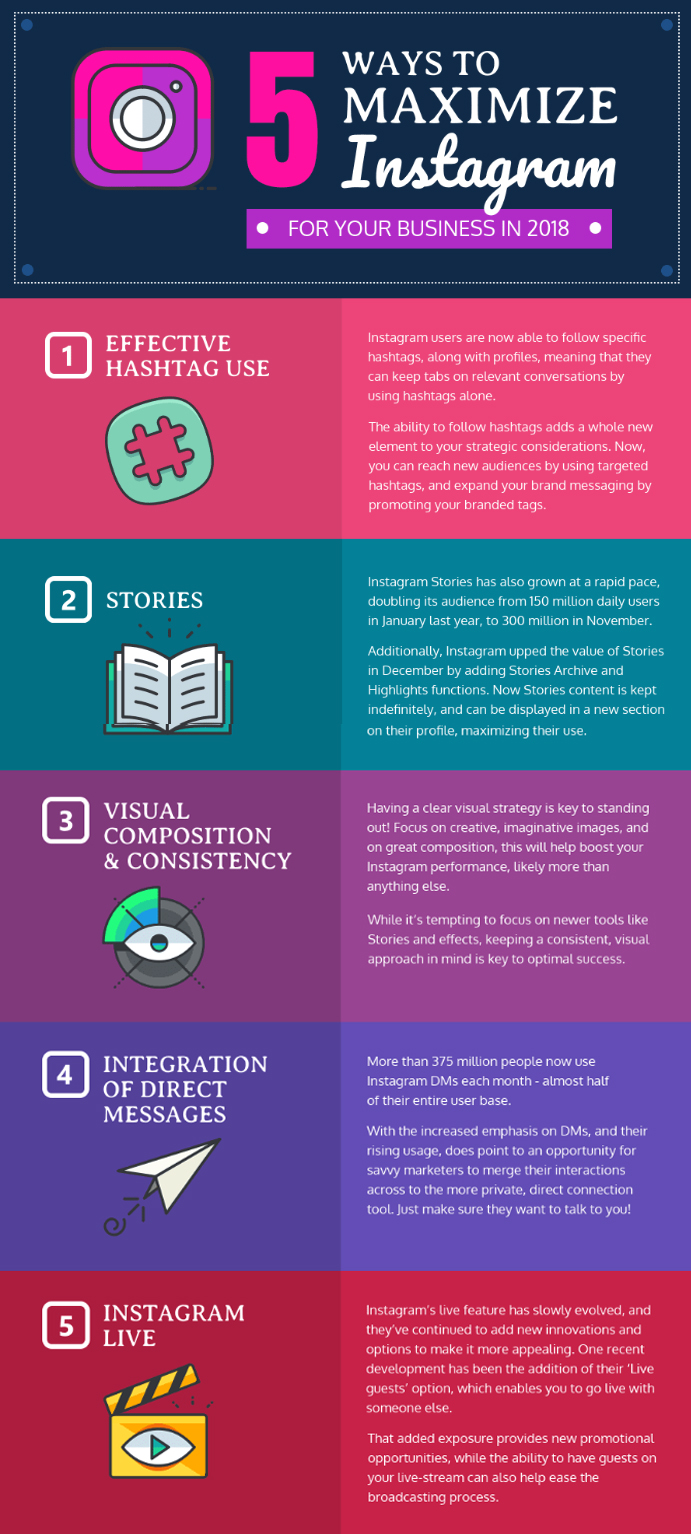 5
WAYS TO
MAXIMIZE
Instagram
FOR YOUR BUSINESS IN 2018
1
EFFECTIVE
HASHTAG USE
Instagram users are now able to follow specific
hashtags, along with profiles, meaning that they
can keep tabs on relevant conversations by
using hashtags alone.
The ability to follow hashtags adds a whole new
element to your strategic considerations. Now,
you can reach new audiences by using targeted
hashtags, and expand your brand messaging by
promoting your branded tags.
2
STORIES
Instagram Stories has also grown at a rapid pace,
doubling its audience from 150 million daily users
in January last year, to 300 million in November.
Additionally, Instagram upped the value of Stories
in December by adding Stories Archive and
Highlights functions. Now Stories content is kept
indefinitely, and can be displayed in a new section
on their profile, maximizing their use.
3
VISUAL
COMPOSITION
& CONSISTENCY
Having a clear visual strategy is key to standing
out! Focus on creative, imaginative images, and
on great composition, this will help boost your
Instagram performance, likely more than
anything else.
While it's tempting to focus on newer tools like
Stories and effects, keeping a consistent, visual
approach in mind is key to optimal success.
4
INTEGRATION
OF DIRECT
MESSAGES
More than 375 million people now use
Instagram DMs each month - almost half
of their entire user base.
With the increased emphasis on DMs, and their
rising usage, does point to an opportunity for
savvy marketers to merge their interactions
across to the more private, direct connection
tool. Just make sure they want to talk to you!
5
INSTAGRAM
LIVE
Instagram's live feature has slowly evolved, and
they've continued to add new innovations and
options to make it more appealing. One recent
development has been the addition of their 'Live
guests' option, which enables you to go live with
someone else.
That added exposure provides new promotional
opportunities, while the ability to have guests on
your live-stream can also help ease the
broadcasting process.